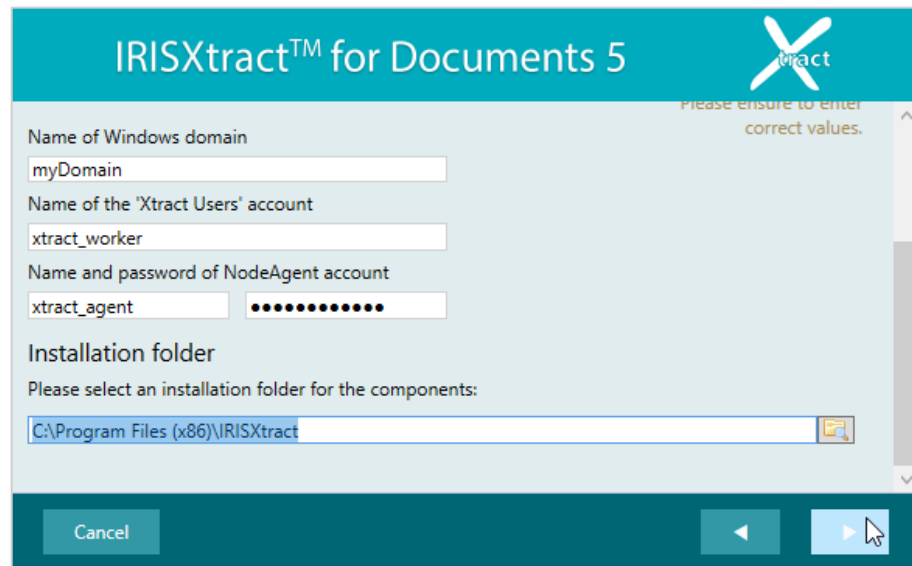 IRISXtract™ for Documents 5
Xtract
Please ensure to enter
correct values.
Name of Windows domain
myDomain
Name of the 'Xtract Users' account
xtract_worker
Name and password of NodeAgent account
xtract_agent ●●●●●●●●●●●●
Installation folder
Please select an installation folder for the components:
C:\Program Files (x86)\IRISXtract
Cancel